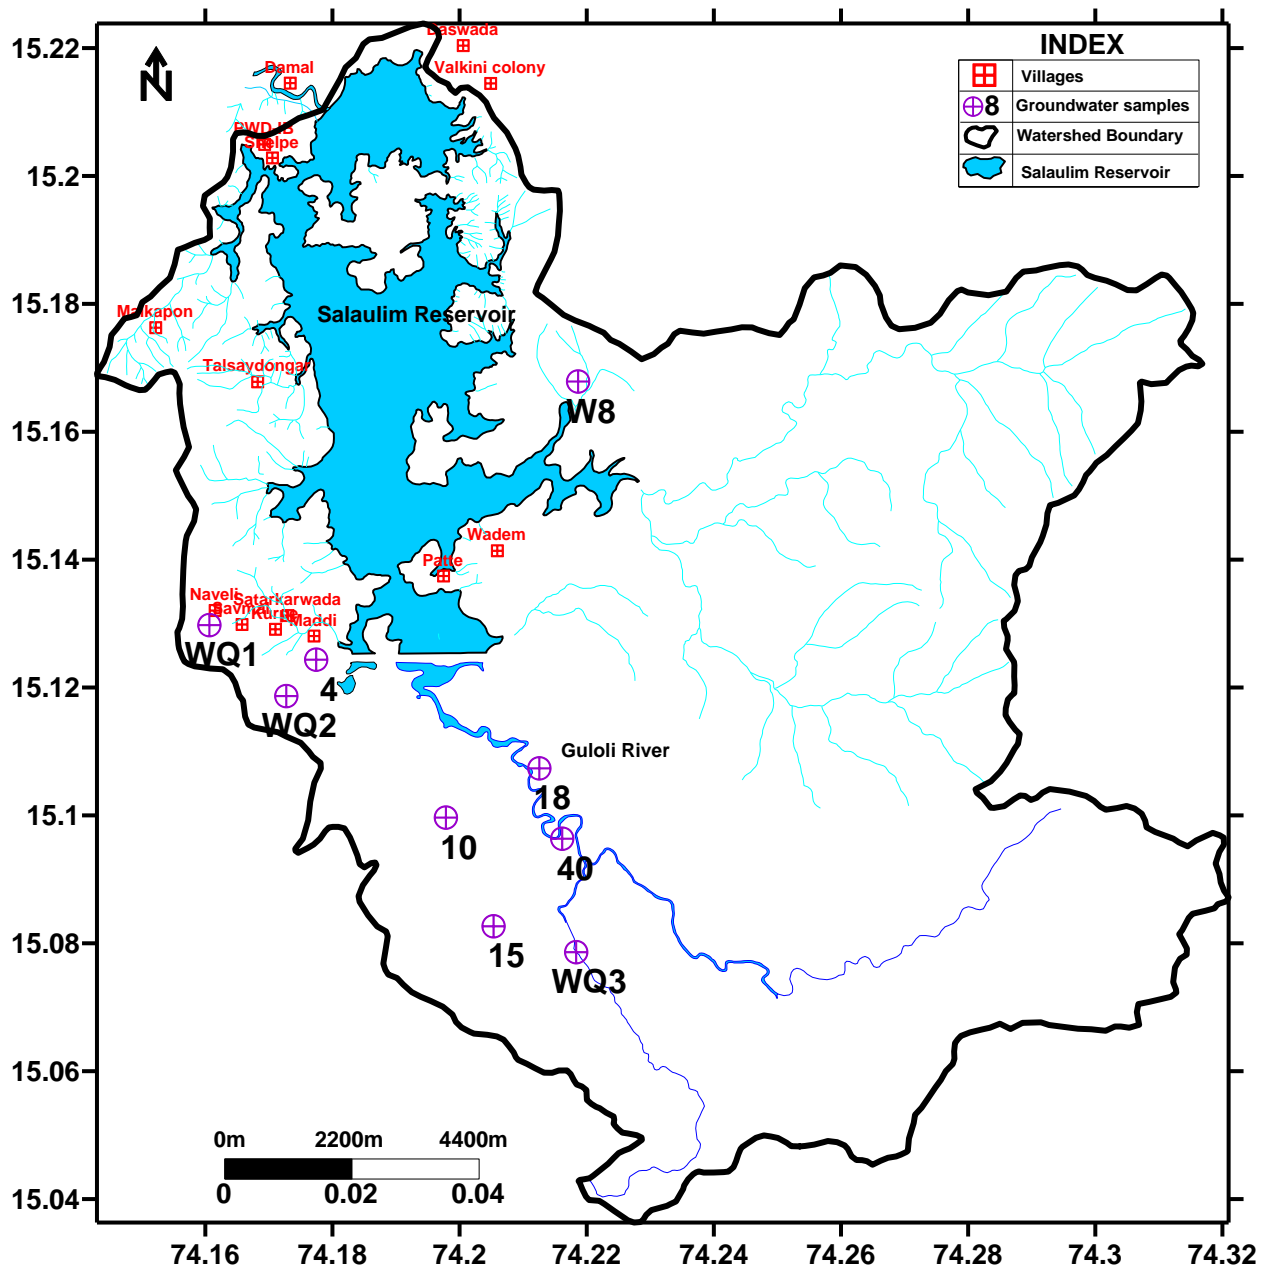 15.22
15.2
15.18
15.16
15.14
15.12
15.1
15.08
15.06
15.04
N
Baswada
Valkini colony
Damal
PWD-IB
Shelpe
INDEX
Villages
8 Groundwater samples
Watershed Boundary
Salaulim Reservoir
Malkapon
Salaulim Reservoir
Talsaydongar
W8
Wadem
Patte
Naveli
Satarkarwada
Maddi
WQ1
4
WQ2
Guloli River
18
10
40
15
WQ3
0m 2200m 4400m
0 0.02 0.04
74.16 74.18 74.2 74.22 74.24 74.26 74.28 74.3 74.32